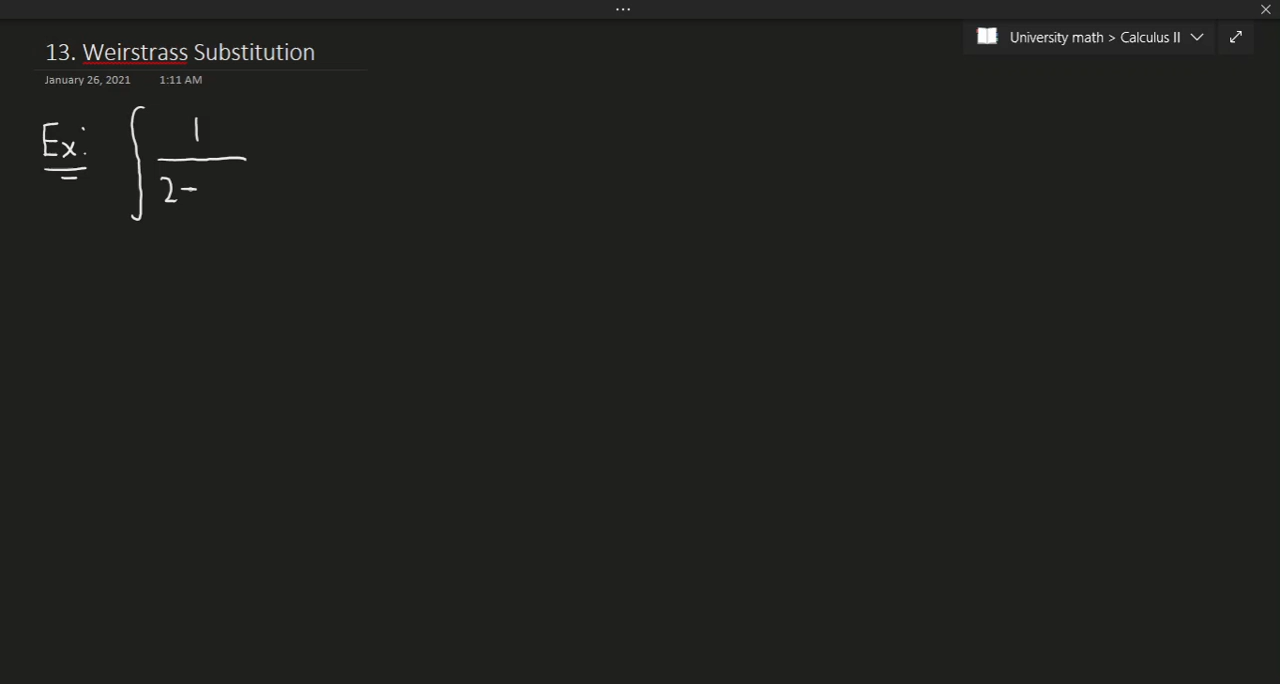 ...
University math > Calculus II
13. Weirstrass Substitution
January 26, 2021 1:11 AM
Ex: ∫ 1
2 -